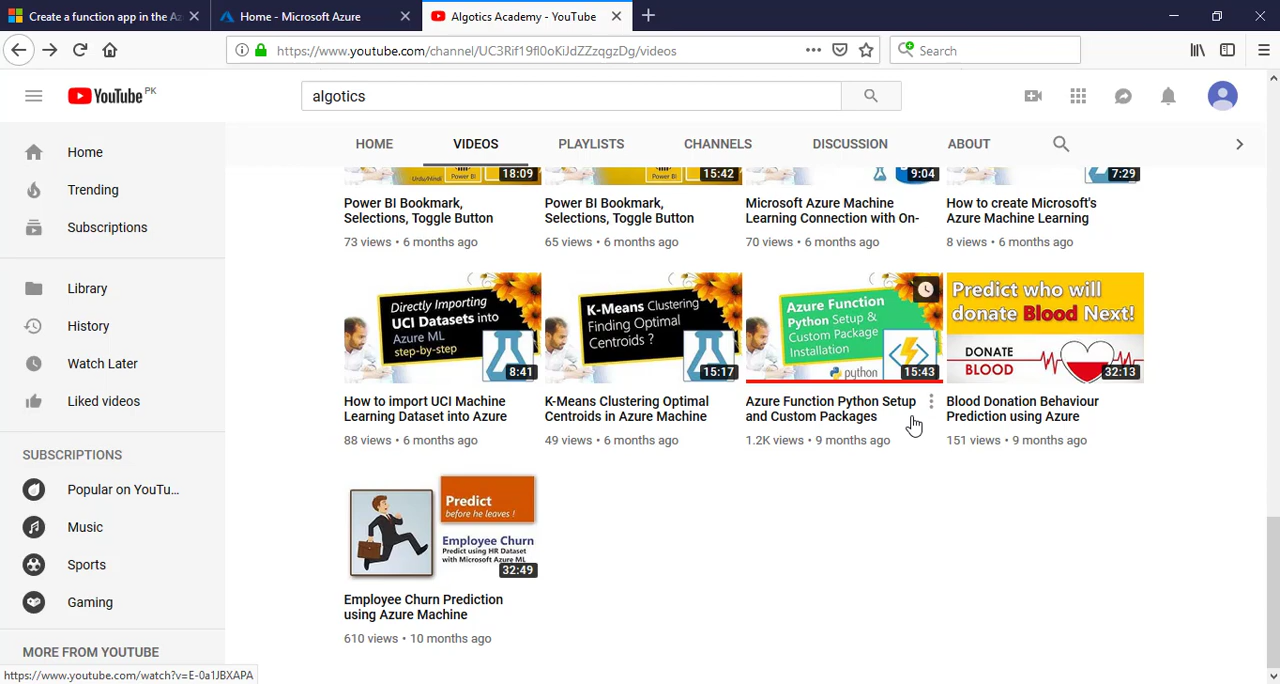 Create a function app in the Az
Home - Microsoft Azure
Algotics Academy - YouTube
https://www.youtube.com/channel/UC3Rif19fl0oKiJdZZzqgzDg/videos
Search
YouTube PK
algotics
HOME
VIDEOS
PLAYLISTS
CHANNELS
DISCUSSION
ABOUT
Home
Trending
Subscriptions
Library
History
Watch Later
Liked videos
SUBSCRIPTIONS
Popular on YouTu...
Music
Sports
Gaming
MORE FROM YOUTUBE
Urdu/Hindi
Power BI
18:09
Power BI
15:42
9:04
7:29
Power BI Bookmark,
Selections, Toggle Button
73 views • 6 months ago
Power BI Bookmark,
Selections, Toggle Button
65 views • 6 months ago
Microsoft Azure Machine
Learning Connection with On-
70 views • 6 months ago
How to create Microsoft's
Azure Machine Learning
8 views • 6 months ago
Directly Importing
UCI Datasets into
Azure ML
step-by-step
8:41
How to import UCI Machine
Learning Dataset into Azure
88 views • 6 months ago
K-Means Clustering
Finding Optimal
Centroids ?
15:17
K-Means Clustering Optimal
Centroids in Azure Machine
49 views • 6 months ago
Azure Function
Python Setup &
Custom Package
Installation
python
15:43
Azure Function Python Setup
and Custom Packages
1.2K views • 9 months ago
Predict who will
donate Blood Next!
DONATE
BLOOD
32:13
Blood Donation Behaviour
Prediction using Azure
151 views • 9 months ago
Predict
before he leaves !
Employee Churn
Predict using HR Dataset
with Microsoft Azure ML
32:49
Employee Churn Prediction
using Azure Machine
610 views • 10 months ago
https://www.youtube.com/watch?v=E-0a1JBXAPA